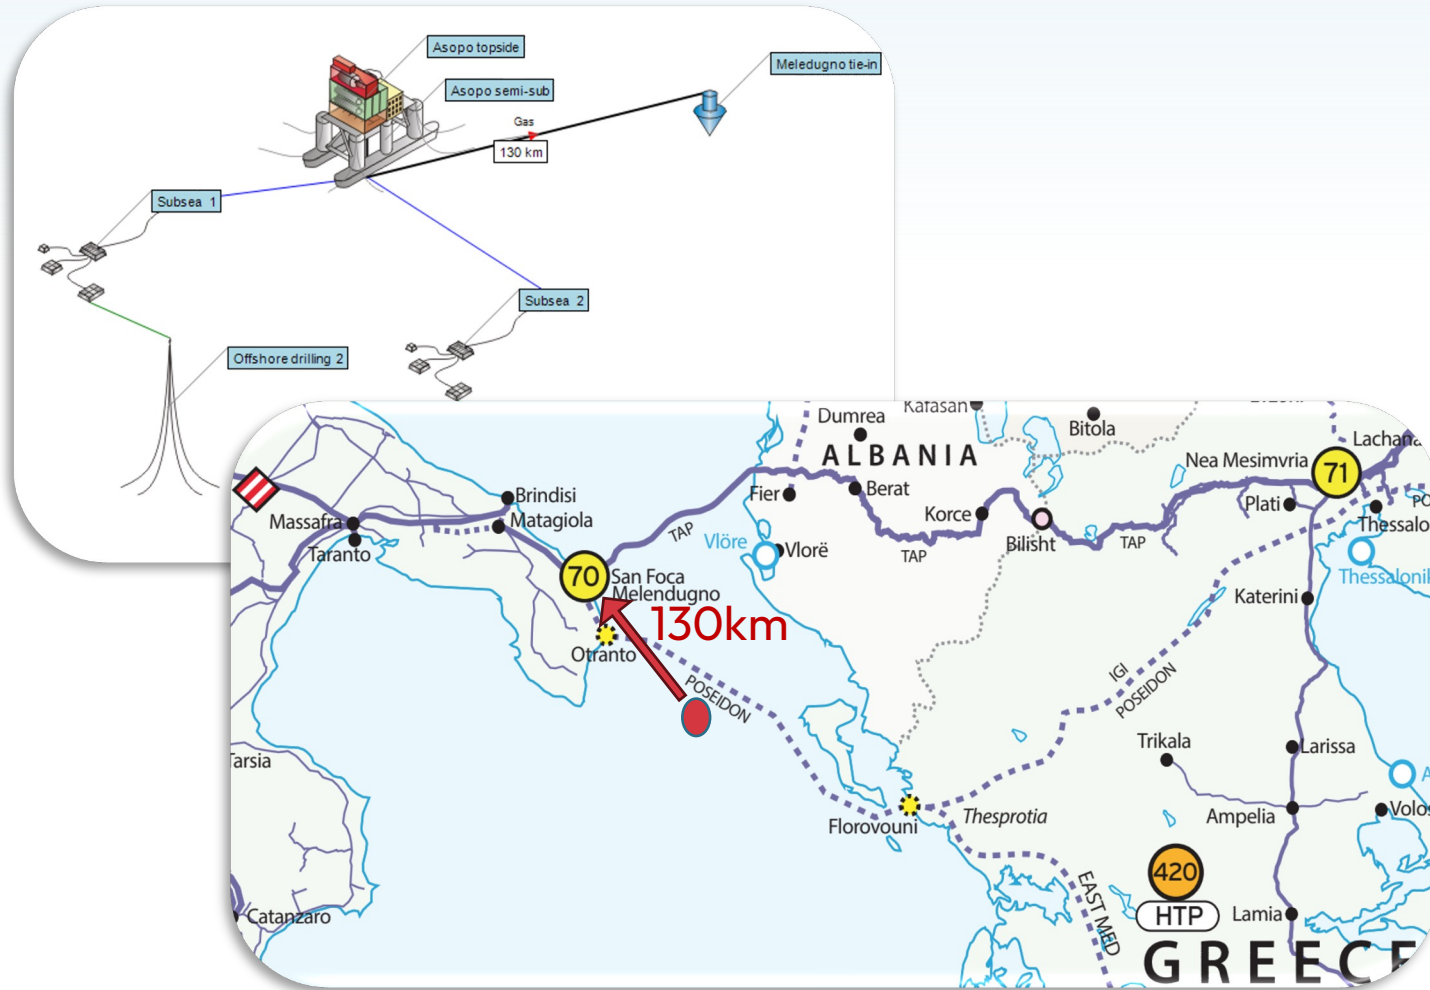 Asopo topside
Meledugno tie-in
Asopo semi-sub
Gas
130 km
Subsea 1
Subsea 2
Offshore drilling 2
Dumrea
Kafasan
Bitola
ALBANIA
Lachana
Nea Mesimvria
71
Fier
Berat
Brindisi
Plati
Massafra
Matagiola
Korce
Thessalo
Taranto
TAP
Vlöre
Vlorë
TAP
Bilisht
TAP
70
San Foca
Melendugno
Thessalonik
130km
Katerini
Otranto
POSEIDON
IGI
POSEIDON
Tarsia
Trikala
Larissa
A
Florovouni
Thesprotia
Ampelia
Volos
420
EAST MED
HTP
Lamia
Catanzaro
GREECE